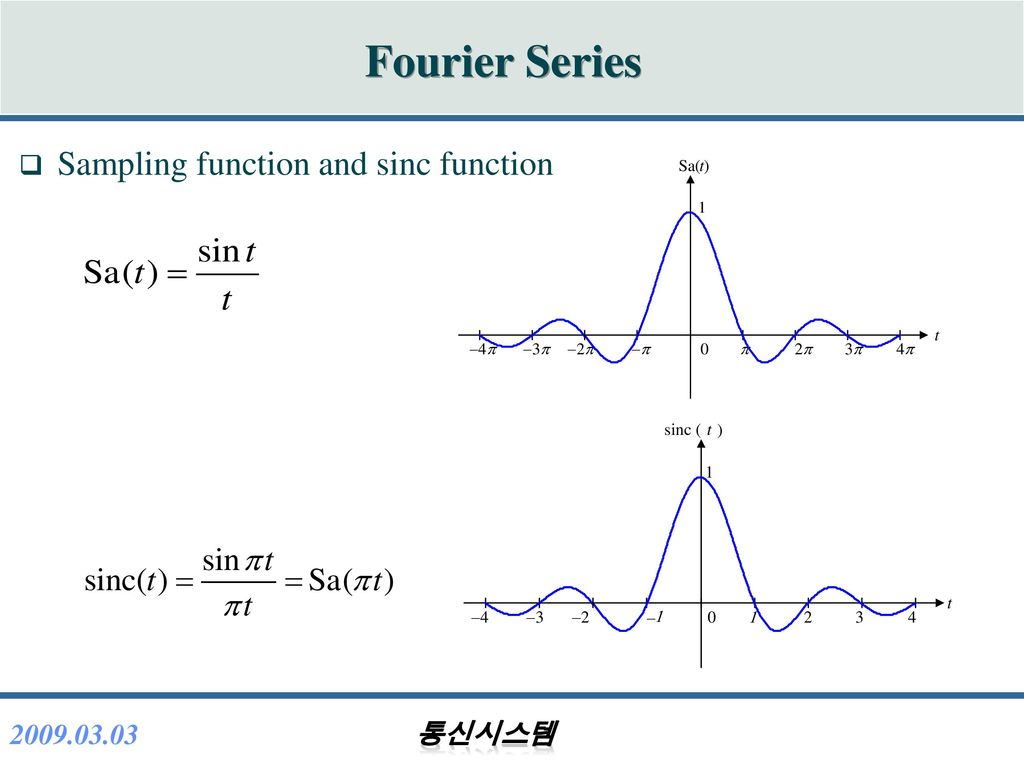 Fourier Series
❑ Sampling function and sinc function
Sa(t)
1
Sa(t) = sin t / t
t
–4π –3π –2π –π 0 π 2π 3π 4π
sinc ( t )
1
sinc(t) = sin πt / πt = Sa(πt)
t
–4 –3 –2 –1 0 1 2 3 4
2009.03.03 통신시스템